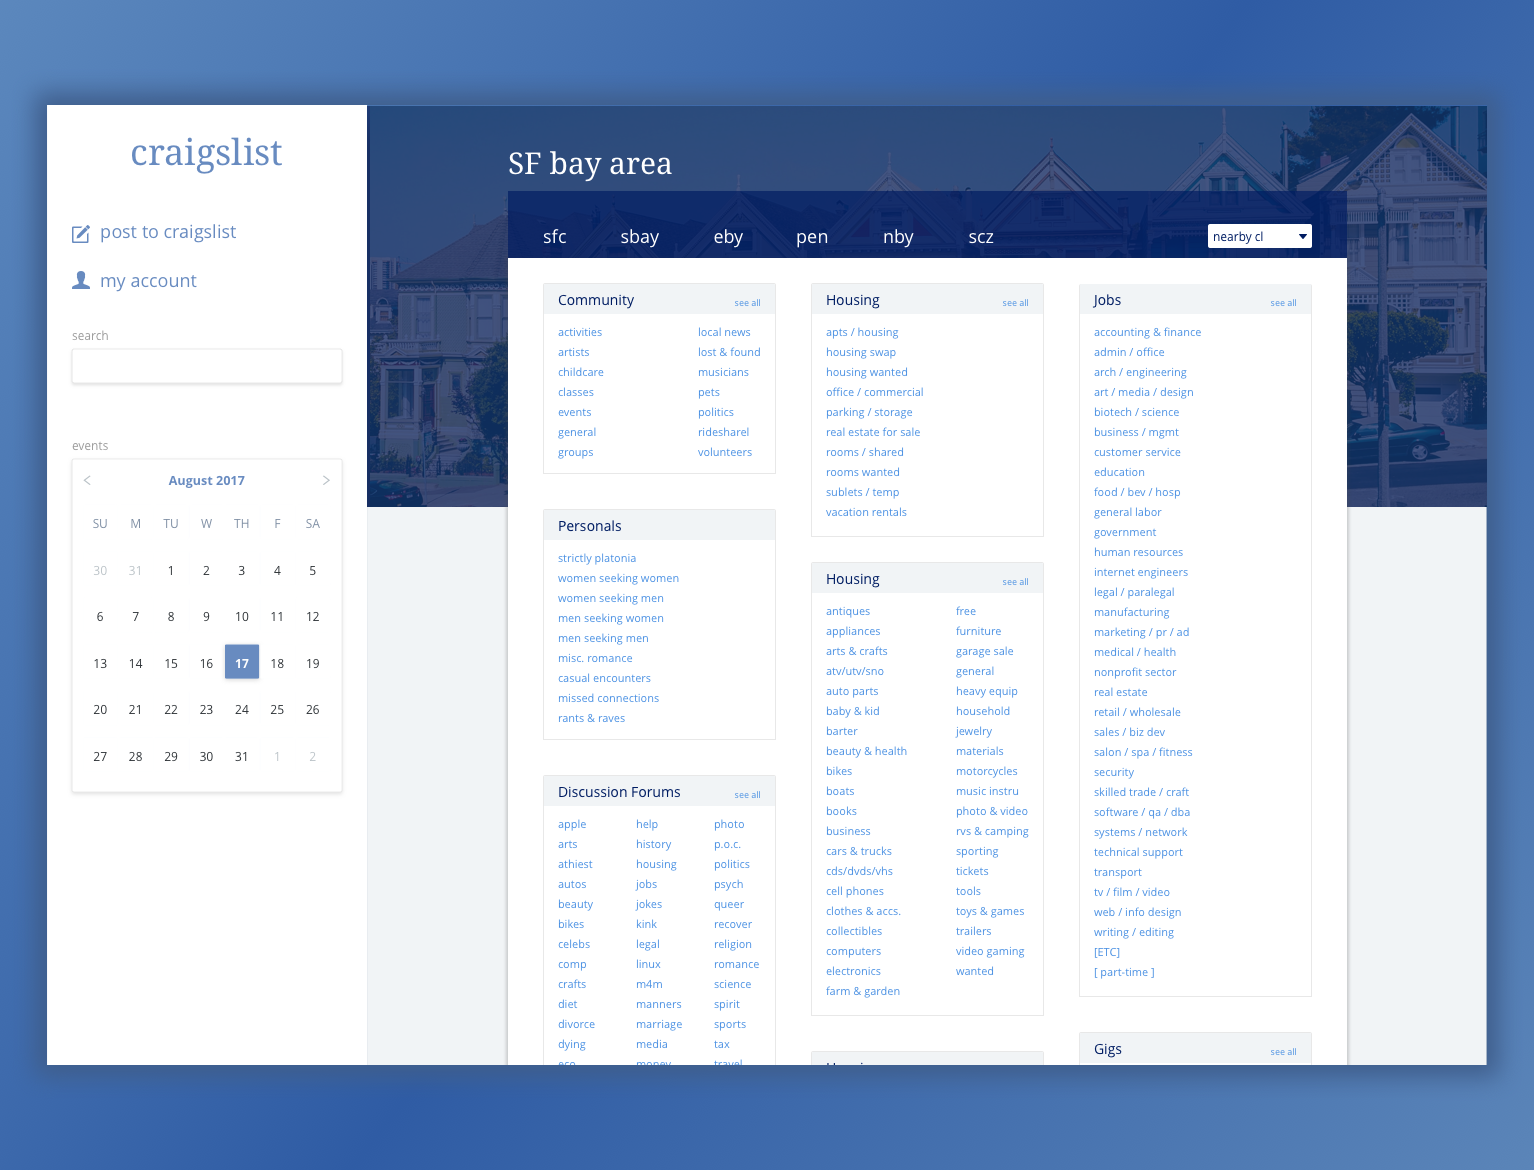 craigslist
post to craigslist
my account
search
events
August 2017
SU M TU W TH F SA
30 31 1 2 3 4 5
6 7 8 9 10 11 12
13 14 15 16 17 18 19
20 21 22 23 24 25 26
27 28 29 30 31 1 2
SF bay area
sfc sbay eby pen nby scz
nearby cl
Community see all
activities local news
artists lost & found
childcare musicians
classes pets
events politics
general ridesharel
groups volunteers
Personals
strictly platonia
women seeking women
women seeking men
men seeking women
men seeking men
misc. romance
casual encounters
missed connections
rants & raves
Discussion Forums see all
apple help photo
arts history p.o.c.
athiest housing politics
autos jobs psych
beauty jokes queer
bikes kink recover
celebs legal religion
comp linux romance
crafts m4m science
diet manners spirit
divorce marriage sports
dying media tax
eco money travel
Housing see all
apts / housing
housing swap
housing wanted
office / commercial
parking / storage
real estate for sale
rooms / shared
rooms wanted
sublets / temp
vacation rentals
Housing see all
antiques free
appliances furniture
arts & crafts garage sale
atv/utv/sno general
auto parts heavy equip
baby & kid household
barter jewelry
beauty & health materials
bikes motorcycles
boats music instru
books photo & video
business rvs & camping
cars & trucks sporting
cds/dvds/vhs tickets
cell phones tools
clothes & accs. toys & games
collectibles trailers
computers video gaming
electronics wanted
farm & garden
Jobs see all
accounting & finance
admin / office
arch / engineering
art / media / design
biotech / science
business / mgmt
customer service
education
food / bev / hosp
general labor
government
human resources
internet engineers
legal / paralegal
manufacturing
marketing / pr / ad
medical / health
nonprofit sector
real estate
retail / wholesale
sales / biz dev
salon / spa / fitness
security
skilled trade / craft
software / qa / dba
systems / network
technical support
transport
tv / film / video
web / info design
writing / editing
[ETC]
[ part-time ]
Gigs see all